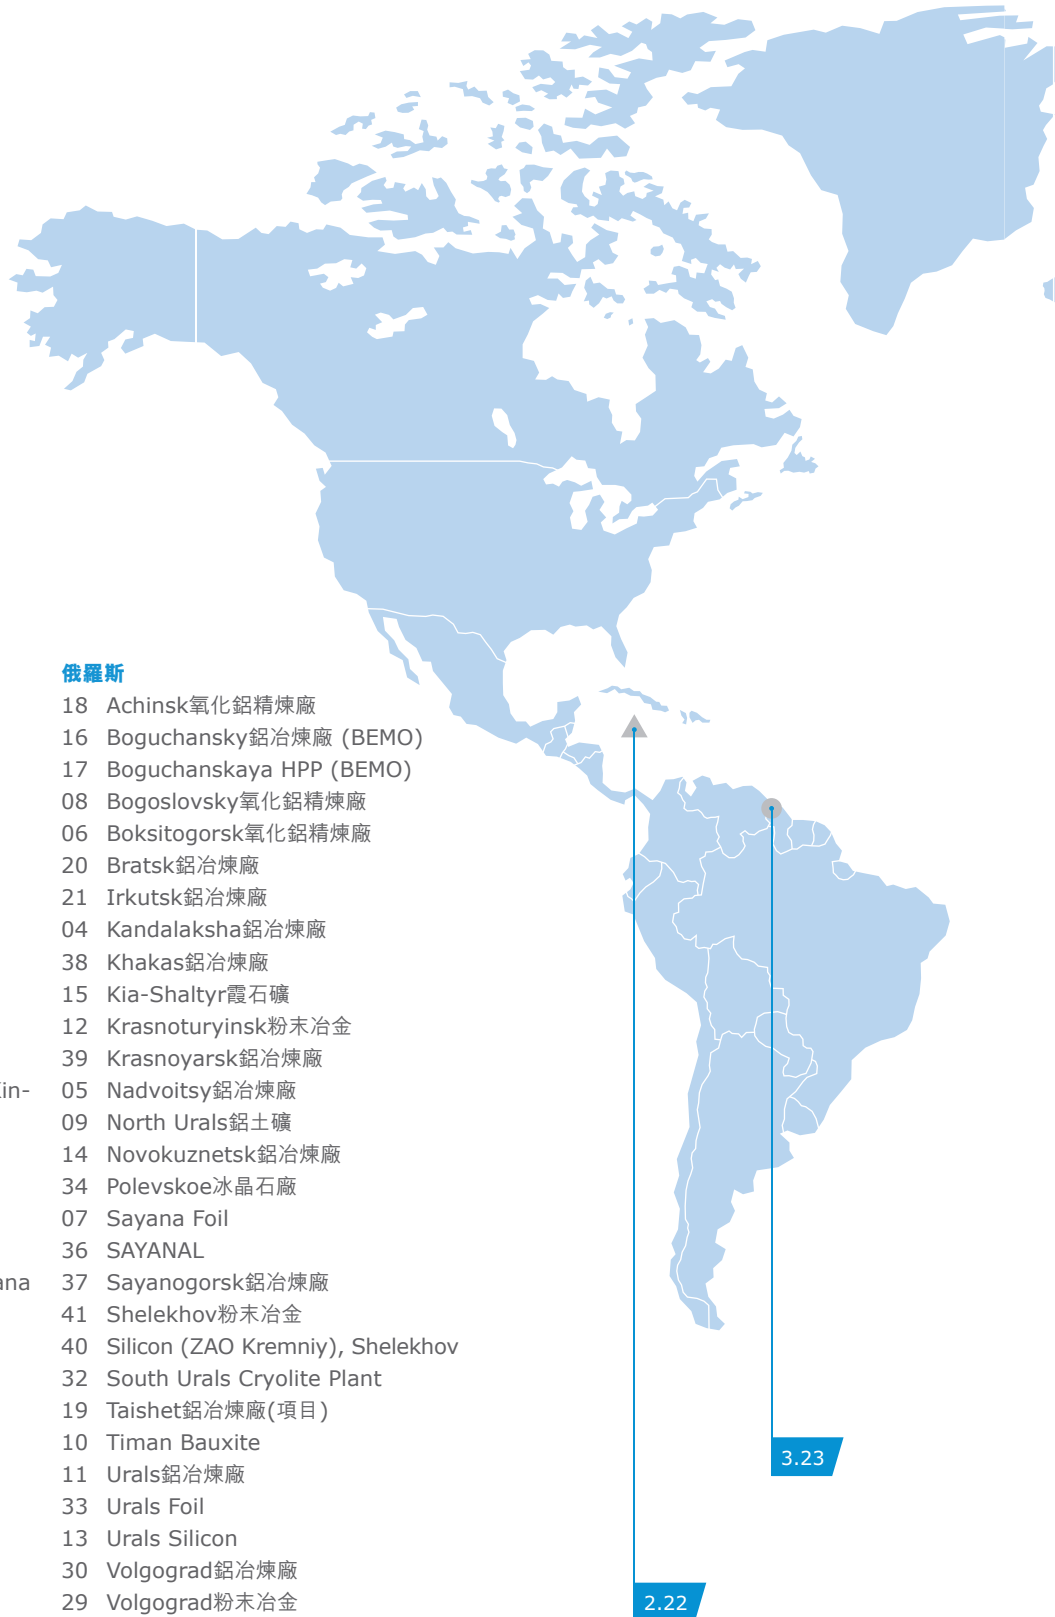 俄羅斯
18 Achinsk氧化鋁精煉廠
16 Boguchansky鋁冶煉廠 (BEMO)
17 Boguchanskaya HPP (BEMO)
08 Bogoslovsky氧化鋁精煉廠
06 Boksitogorsk氧化鋁精煉廠
20 Bratsk鋁冶煉廠
21 Irkutsk鋁冶煉廠
04 Kandalaksha鋁冶煉廠
38 Khakas鋁冶煉廠
15 Kia-Shaltyr霞石礦
12 Krasnoturyinsk粉末冶金
39 Krasnoyarsk鋁冶煉廠
05 Nadvoitsy鋁冶煉廠
09 North Urals鋁土礦
14 Novokuznetsk鋁冶煉廠
34 Polevskoe冰晶石廠
07 Sayana Foil
36 SAYANAL
37 Sayanogorsk鋁冶煉廠
41 Shelekhov粉末冶金
40 Silicon (ZAO Kremniy), Shelekhov
32 South Urals Cryolite Plant
19 Taishet鋁冶煉廠(項目)
10 Timan Bauxite
11 Urals鋁冶煉廠
33 Urals Foil
13 Urals Silicon
30 Volgograd鋁冶煉廠
29 Volgograd粉末冶金
3.23
2.22